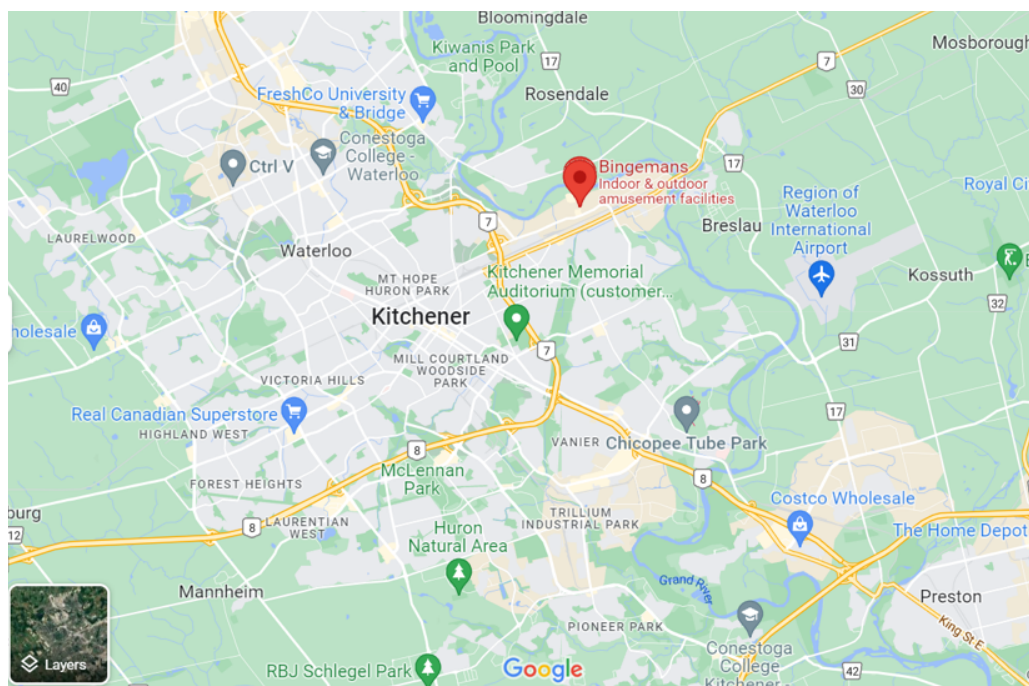 Bloomingdale
Kiwanis Park
and Pool
17
Mosborough
7
40
30
FreshCo University
& Bridge
Rosendale
Conestoga
College -
Waterloo
Ctrl V
17
Bingemans
Indoor & outdoor
amusement facilities
Royal Cit
Region of
Waterloo
International
Airport
7
Breslau
LAURELWOOD
Waterloo
MT HOPE
HURON PARK
Kitchener Memorial
Auditorium (customer...
Kossuth
E
32
Kitchener
holesale
31
7
MILL COURTLAND
WOODSIDE
PARK
VICTORIA HILLS
Real Canadian Superstore
17
HIGHLAND WEST
8
VANIER
Chicopee Tube Park
McLennan
Park
8
FOREST HEIGHTS
Costco Wholesale
burg
12
8
LAURENTIAN
WEST
TRILLIUM
INDUSTRIAL PARK
The Home Depot
Huron
Natural Area
Grand River
Mannheim
Preston
PIONEER PARK
King St E
Conestoga
College
Kitchener -
Layers
RBJ Schlegel Park
Google
42